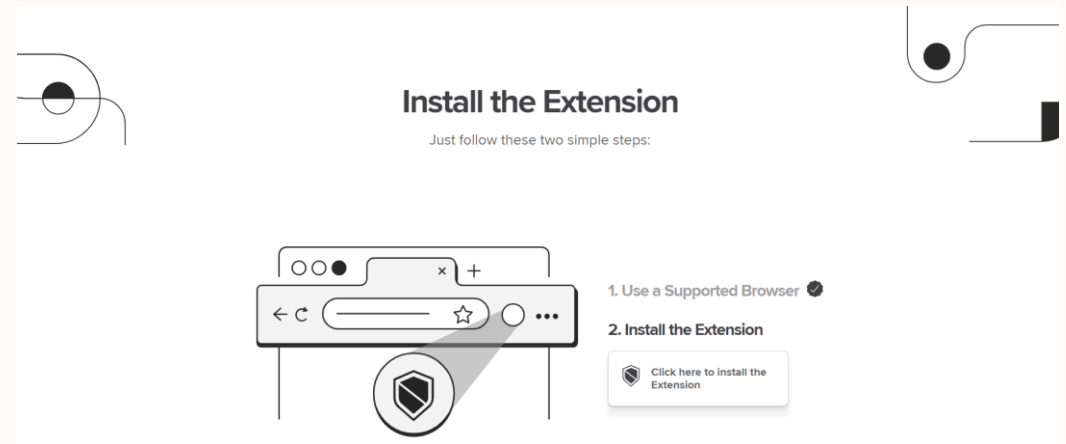 Install the Extension
Just follow these two simple steps:
1. Use a Supported Browser
2. Install the Extension
Click here to install the
Extension